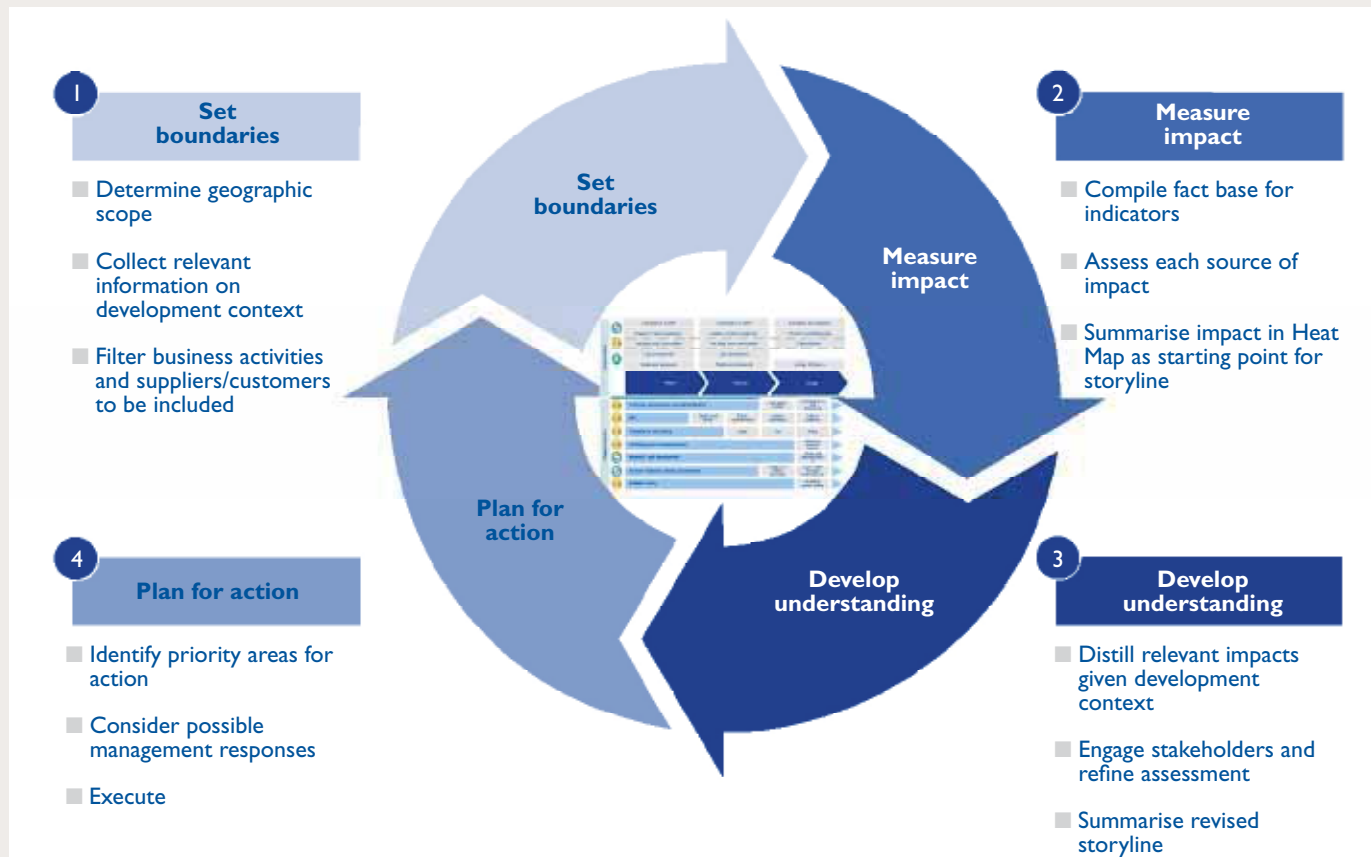 1
Set
boundaries
Determine geographic
scope
Collect relevant
information on
development context
Filter business activities
and suppliers/customers
to be included
2
Measure
impact
Compile fact base for
indicators
Assess each source of
impact
Summarise impact in Heat
Map as starting point for
storyline
Set
boundaries
Measure
impact
Plan for
action
Develop
understanding
4
Plan for action
Identify priority areas for
action
Consider possible
management responses
Execute
3
Develop
understanding
Distill relevant impacts
given development
context
Engage stakeholders and
refine assessment
Summarise revised
storyline